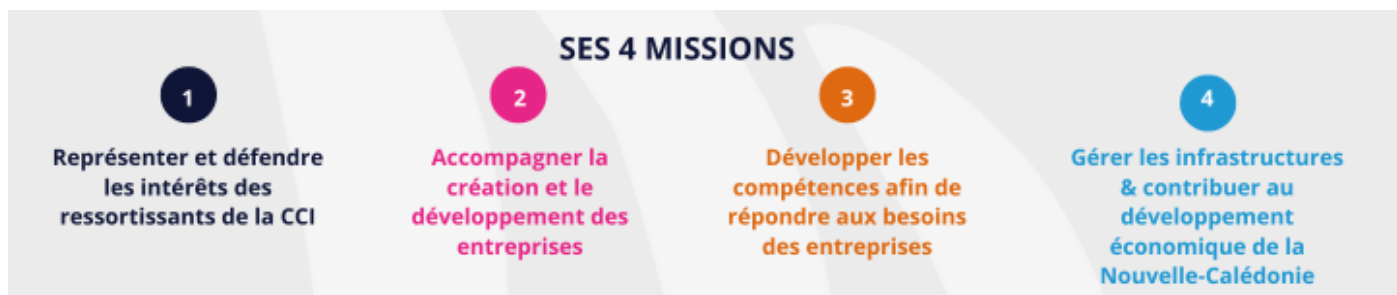 SES 4 MISSIONS
1
Représenter et défendre
les intérêts des
ressortissants de la CCI
2
Accompagner la
création et le
développement des
entreprises
3
Développer les
compétences afin de
répondre aux besoins
des entreprises
4
Gérer les infrastructures
& contribuer au
développement
économique de la
Nouvelle-Calédonie